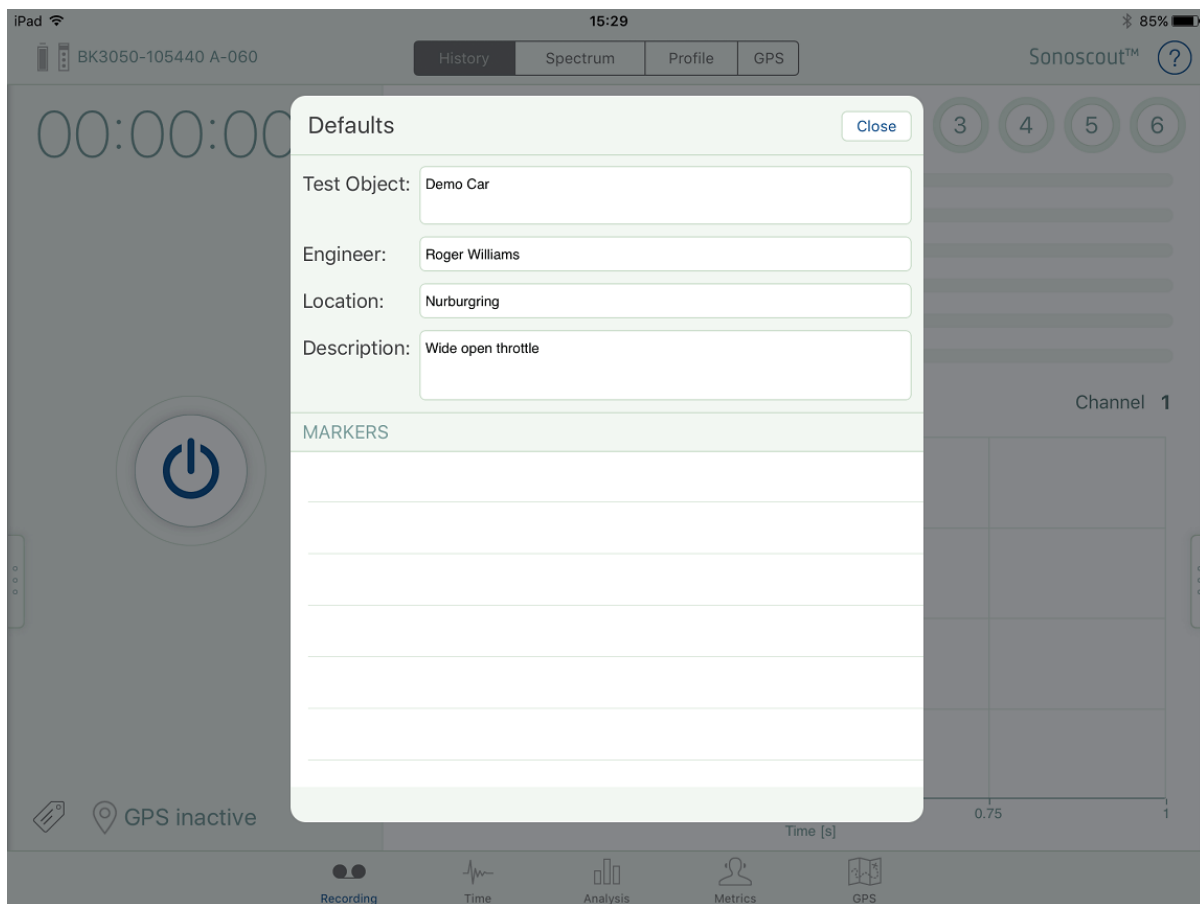 iPad 15:29 85%
BK3050-105440 A-060 History Spectrum Profile GPS Sonoscout™ ?
00:00:00 3 4 5 6
Defaults Close
Test Object: Demo Car
Engineer: Roger Williams
Location: Nurburgring
Description: Wide open throttle
Channel 1
MARKERS
GPS inactive
0.75 1
Time [s]
Recording Time Analysis Metrics GPS